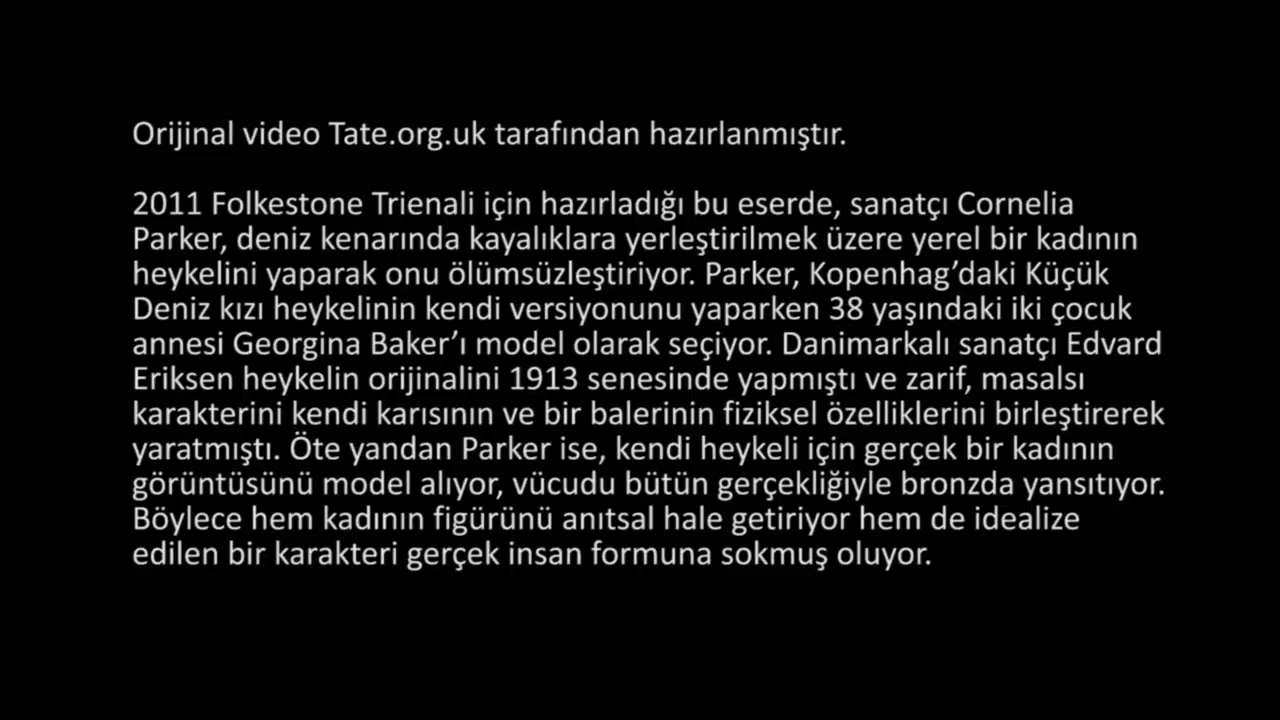 Orijinal video Tate.org.uk tarafından hazırlanmıştır.
2011 Folkestone Trienali için hazırladığı bu eserde, sanatçı Cornelia
Parker, deniz kenarında kayalıklara yerleştirilmek üzere yerel bir kadının
heykelini yaparak onu ölümsüzleştiriyor. Parker, Kopenhag’daki Küçük
Deniz kızı heykelinin kendi versiyonunu yaparken 38 yaşındaki iki çocuk
annesi Georgina Baker’ı model olarak seçiyor. Danimarkalı sanatçı Edvard
Eriksen heykelin orijinalini 1913 senesinde yapmıştı ve zarif, masalsı
karakterini kendi karısının ve bir balerinin fiziksel özelliklerini birleştirerek
yaratmıştı. Öte yandan Parker ise, kendi heykeli için gerçek bir kadının
görüntüsünü model alıyor, vücudu bütün gerçekliğiyle bronzda yansıtıyor.
Böylece hem kadının figürünü anıtsal hale getiriyor hem de idealize
edilen bir karakteri gerçek insan formuna sokmuş oluyor.